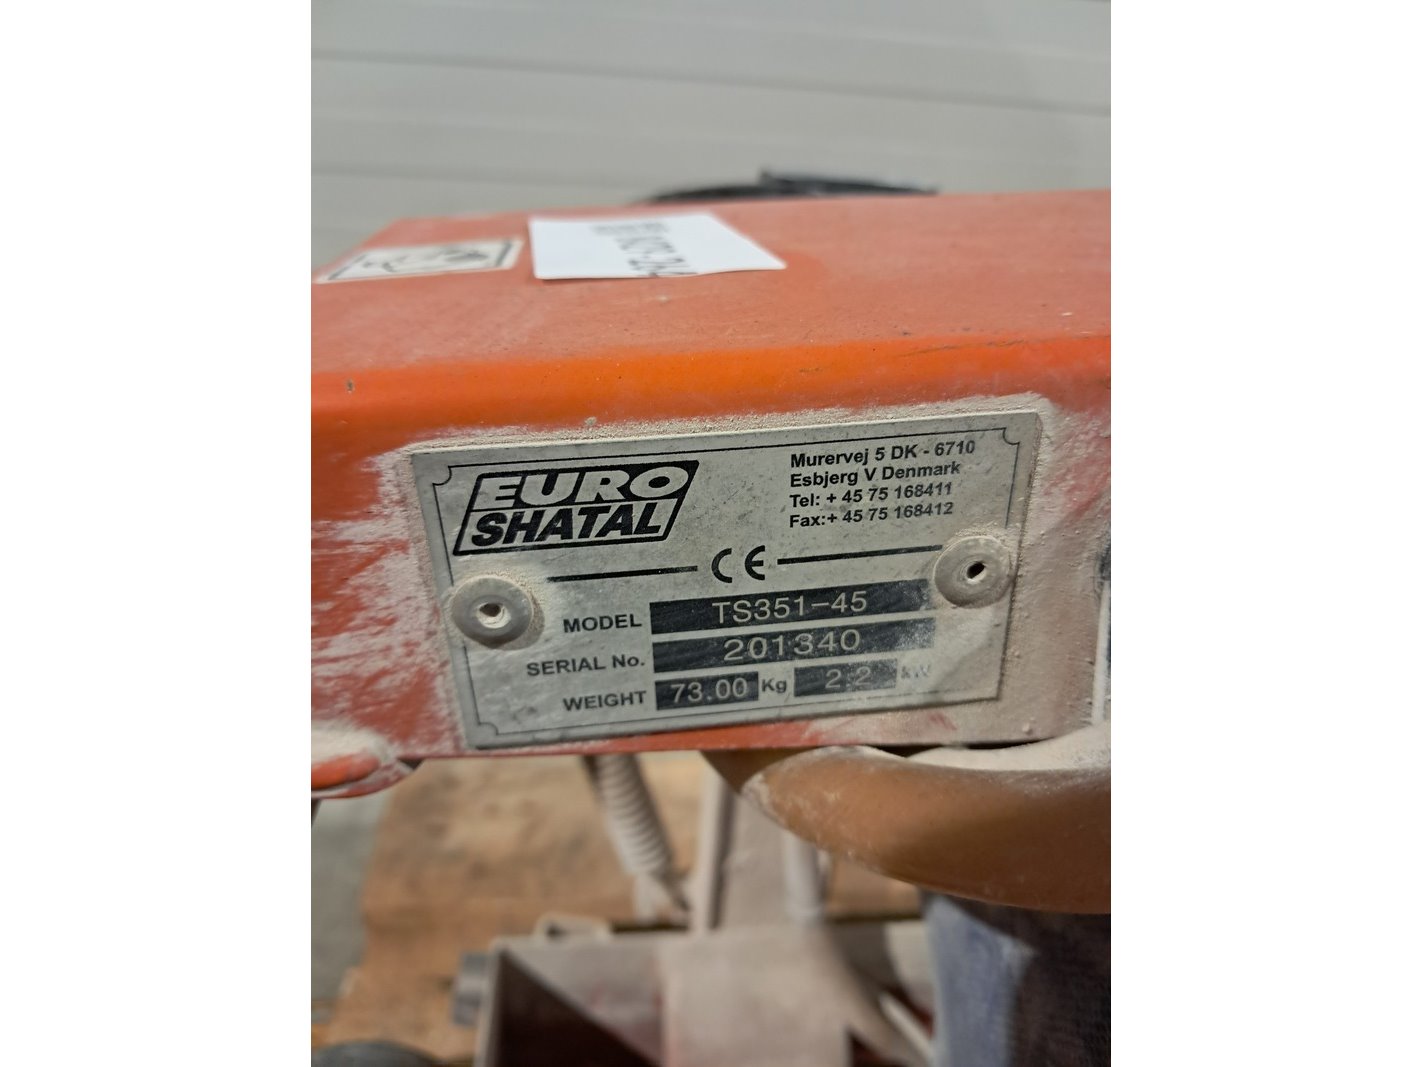 EURO
SHATAL
Murervej 5 DK - 6710
Esbjerg V Denmark
Tel: + 45 75 168411
Fax:+ 45 75 168412
CE
MODEL TS351-45
SERIAL No. 201340
WEIGHT 73.00 Kg 2.2 kW